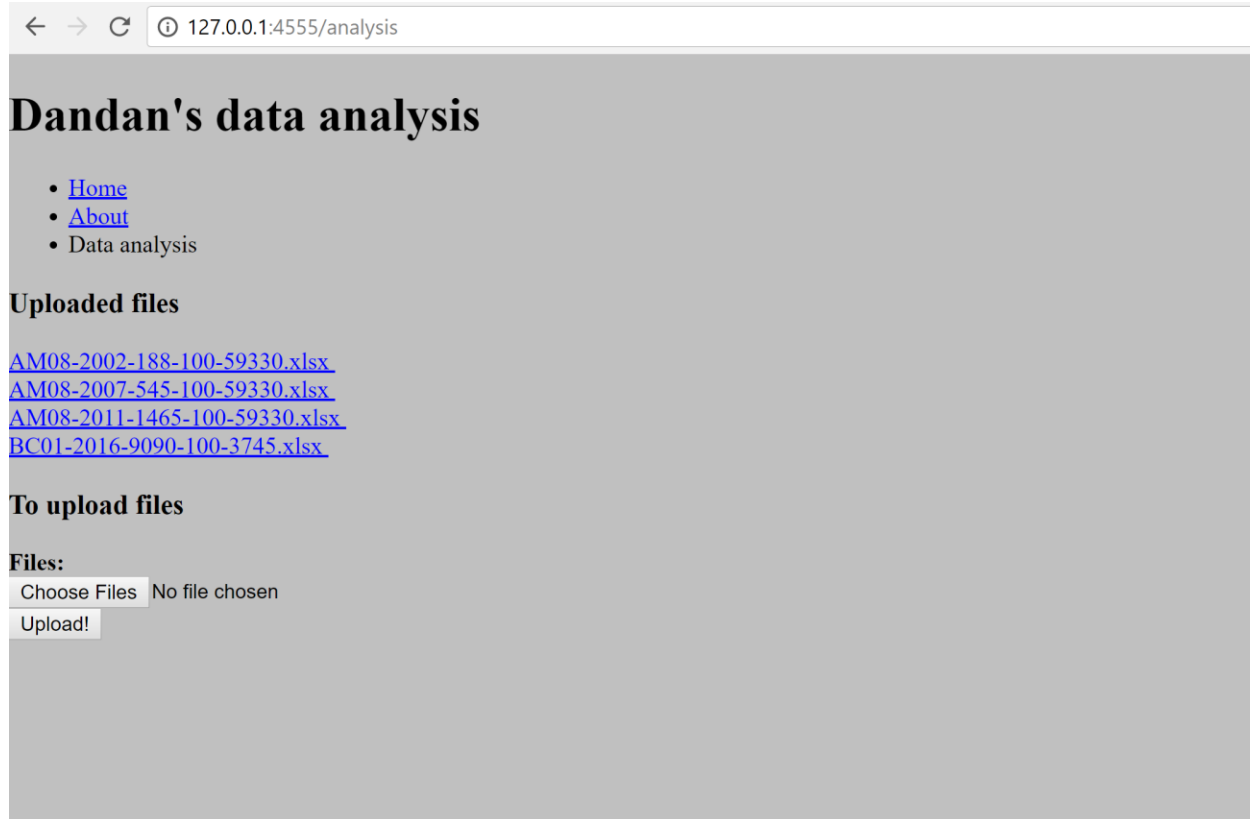 127.0.0.1:4555/analysis
Dandan's data analysis
Home
About
Data analysis
Uploaded files
AM08-2002-188-100-59330.xlsx
AM08-2007-545-100-59330.xlsx
AM08-2011-1465-100-59330.xlsx
BC01-2016-9090-100-3745.xlsx
To upload files
Files:
Choose Files No file chosen
Upload!